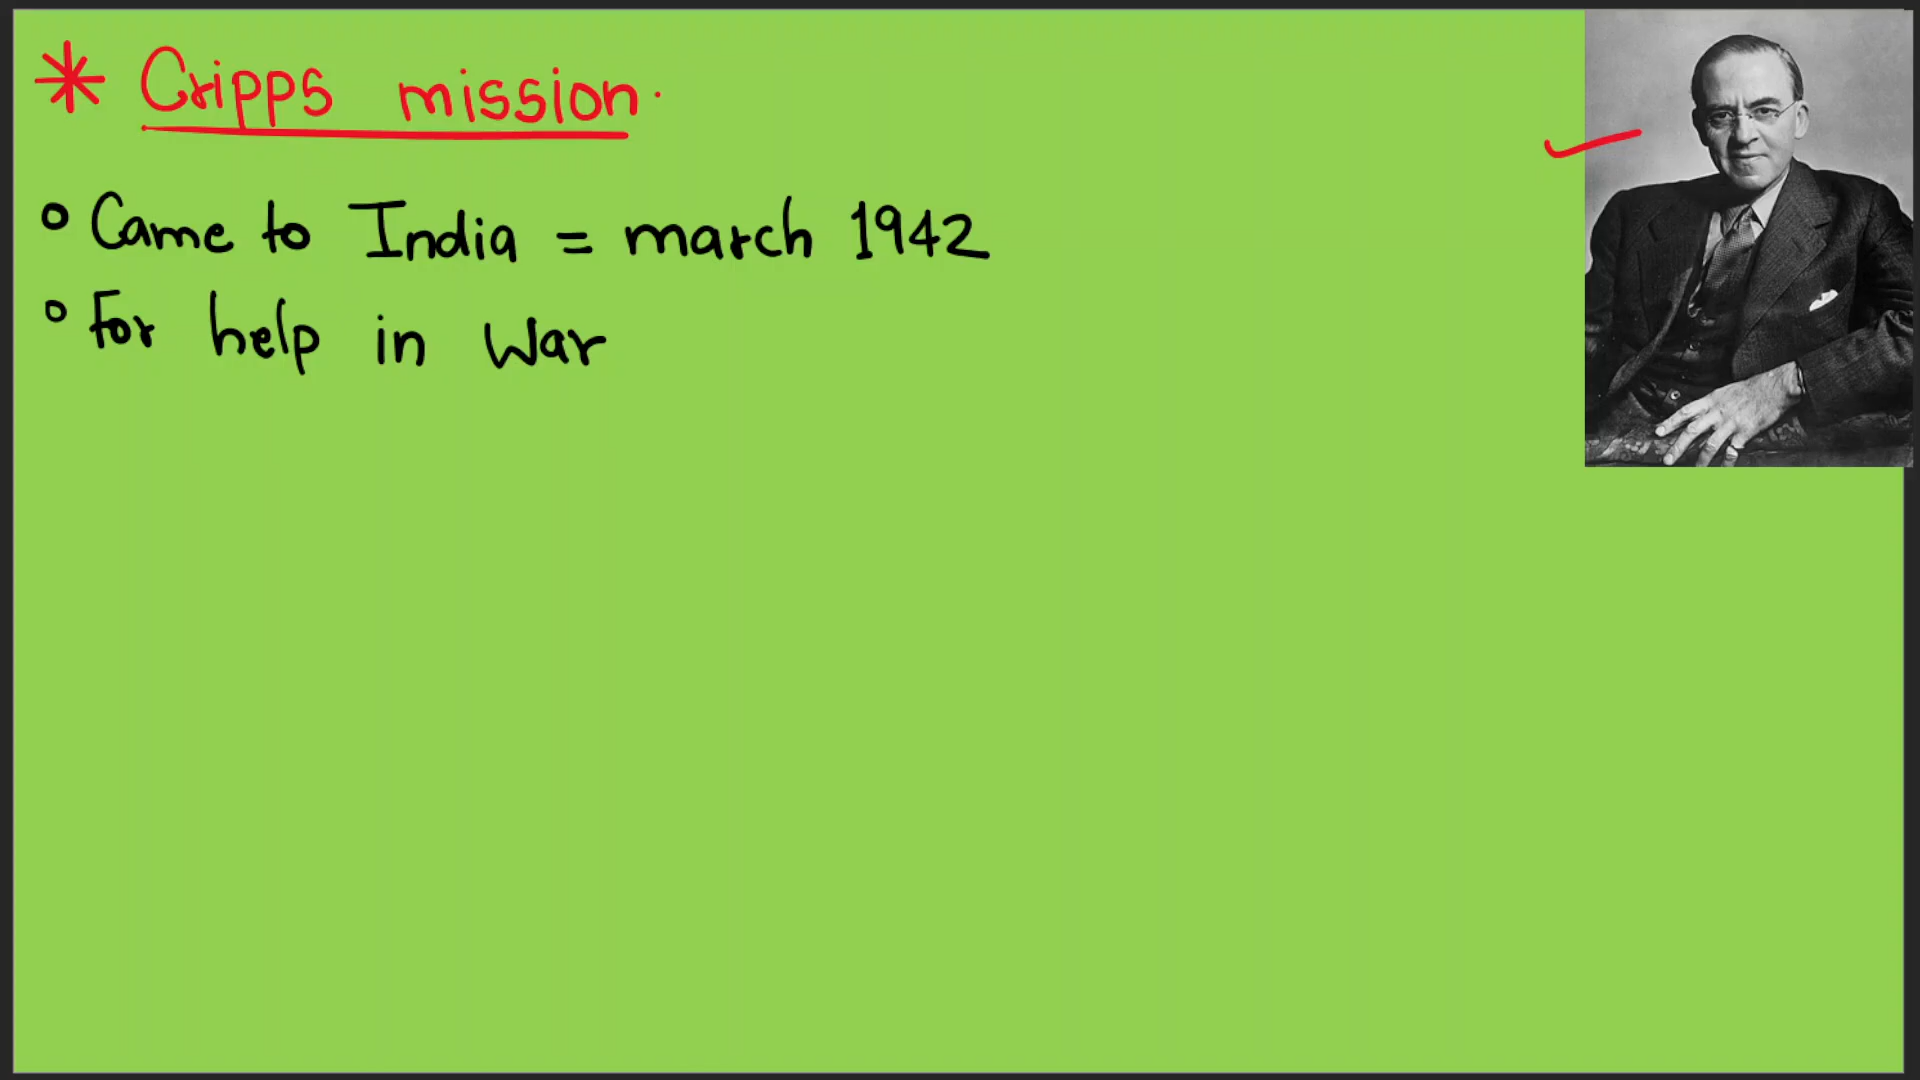 * Cripps mission.
° Came to India = march 1942
° For help in War